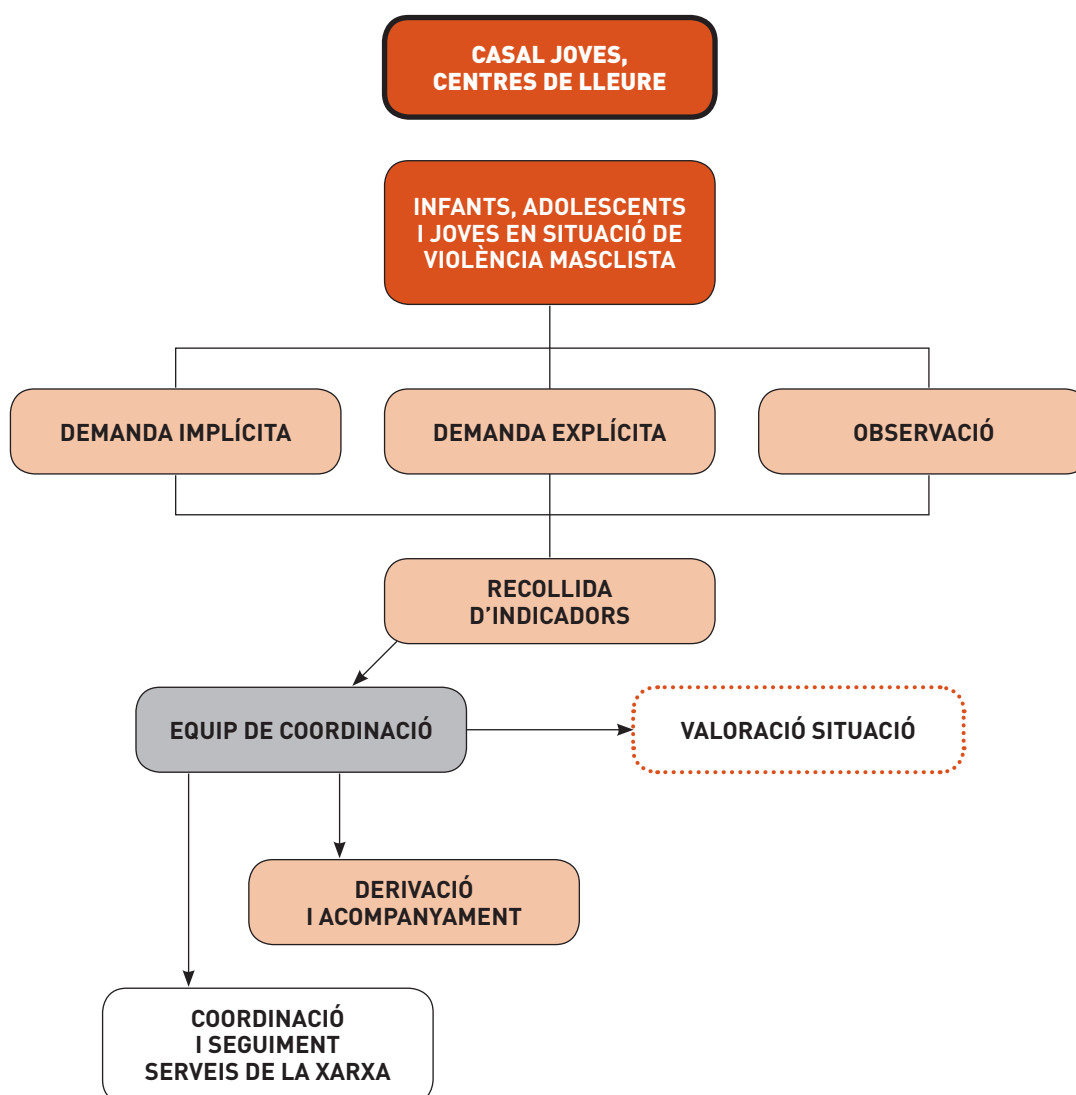 CASAL JOVES,
CENTRES DE LLEURE
INFANTS, ADOLESCENTS
I JOVES EN SITUACIÓ DE
VIOLÈNCIA MASCLISTA
DEMANDA IMPLÍCITA
DEMANDA EXPLÍCITA
OBSERVACIÓ
RECOLLIDA
D’INDICADORS
EQUIP DE COORDINACIÓ
VALORACIÓ SITUACIÓ
DERIVACIÓ
I ACOMPANYAMENT
COORDINACIÓ
I SEGUIMENT
SERVEIS DE LA XARXA